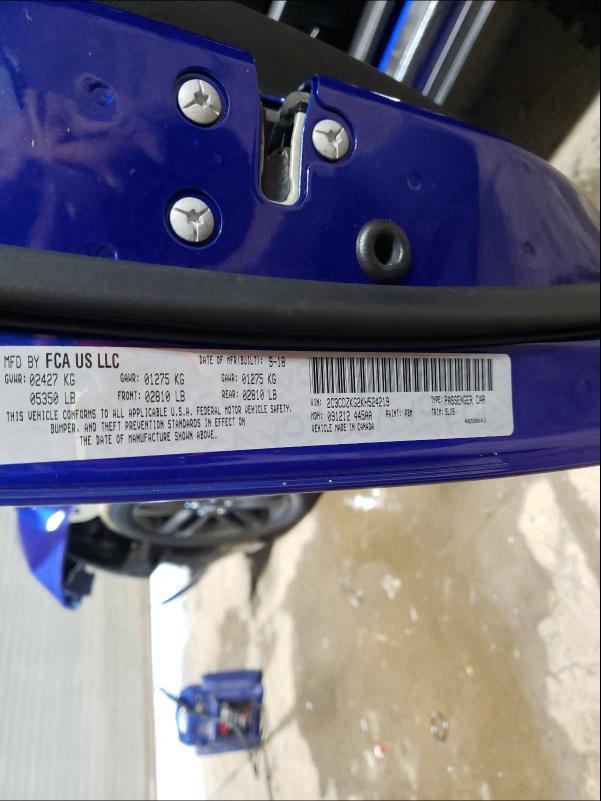 MFD BY FCA US LLC
DATE OF MFR(BUILT): 9-18
GVWR: 02427 KG GAWR: 01275 KG GAWR: 01275 KG
05350 LB FRONT: 02810 LB REAR: 02810 LB
THIS VEHICLE CONFORMS TO ALL APPLICABLE U.S.A. FEDERAL MOTOR VEHICLE SAFETY,
BUMPER, AND THEFT PREVENTION STANDARDS IN EFFECT ON
THE DATE OF MANUFACTURE SHOWN ABOVE.
VIN: 2C3CDZKG2KH524219 TYPE: PASSENGER CAR
MDH: 091212 445AA PAINT: PBM TRIM:
VEHICLE MADE IN CANADA